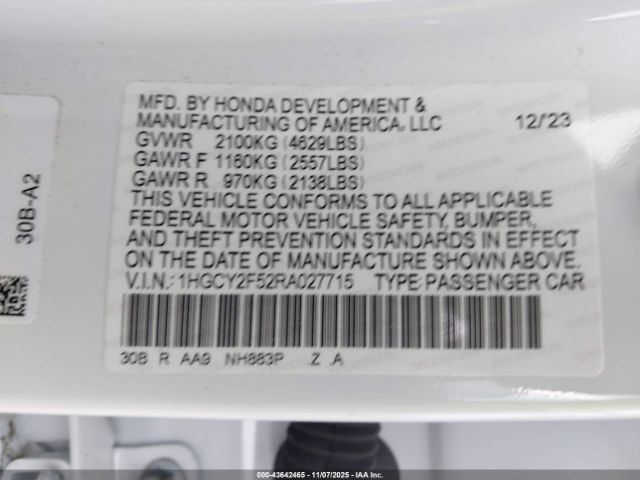 MFD. BY HONDA DEVELOPMENT &
MANUFACTURING OF AMERICA, LLC 12/'23
GVWR 2100KG (4629LBS)
GAWR F 1160KG (2557LBS)
GAWR R 970KG (2138LBS)
THIS VEHICLE CONFORMS TO ALL APPLICABLE
FEDERAL MOTOR VEHICLE SAFETY, BUMPER,
AND THEFT PREVENTION STANDARDS IN EFFECT
ON THE DATE OF MANUFACTURE SHOWN ABOVE.
V.I.N.: 1HGCY2F52RA027715 TYPE: PASSENGER CAR
30B R AA9 NH883P Z A
30B-A2
000-43642465 - 11/07/2025 - IAA Inc. Copyright